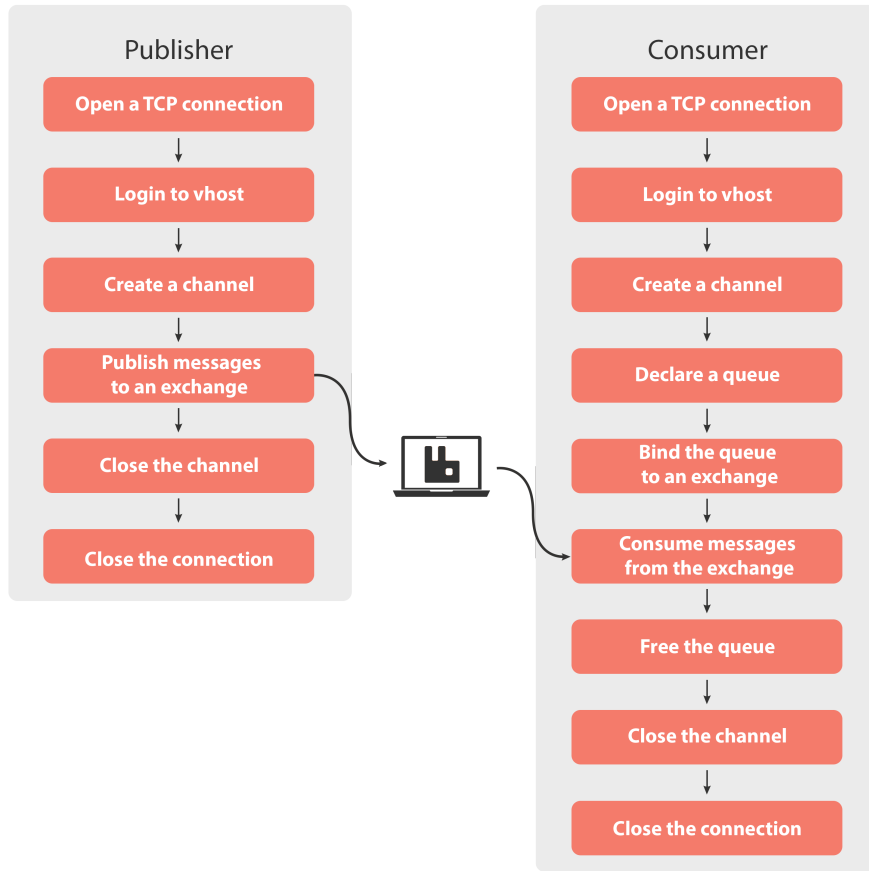 Publisher
Open a TCP connection
Login to vhost
Create a channel
Publish messages
to an exchange
Close the channel
Close the connection
Consumer
Open a TCP connection
Login to vhost
Create a channel
Declare a queue
Bind the queue
to an exchange
Consume messages
from the exchange
Free the queue
Close the channel
Close the connection